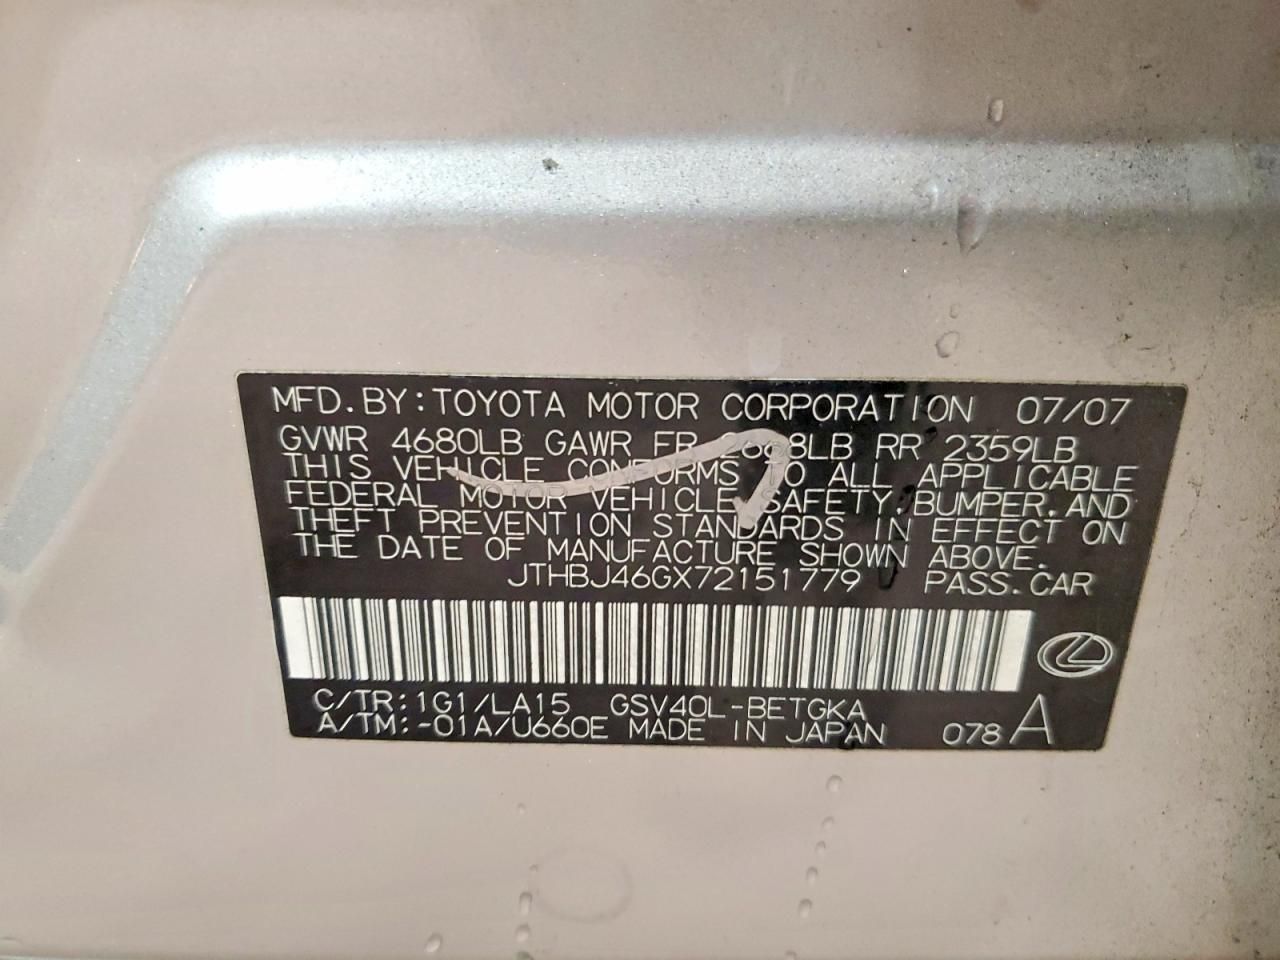 MFD.BY:TOYOTA MOTOR CORPORATION 07/07
GVWR 4680LB GAWR FR LB RR 2359LB
THIS VEHICLE CONFORMS TO ALL APPLICABLE
FEDERAL MOTOR VEHICLE SAFETY,BUMPER,AND
THEFT PREVENTION STANDARDS IN EFFECT ON
THE DATE OF MANUFACTURE SHOWN ABOVE.
JTHBJ46GX72151779 PASS.CAR
C/TR:1G1/LA15 GSV40L-BETGKA
A/TM:-01A/U660E MADE IN JAPAN 078 A